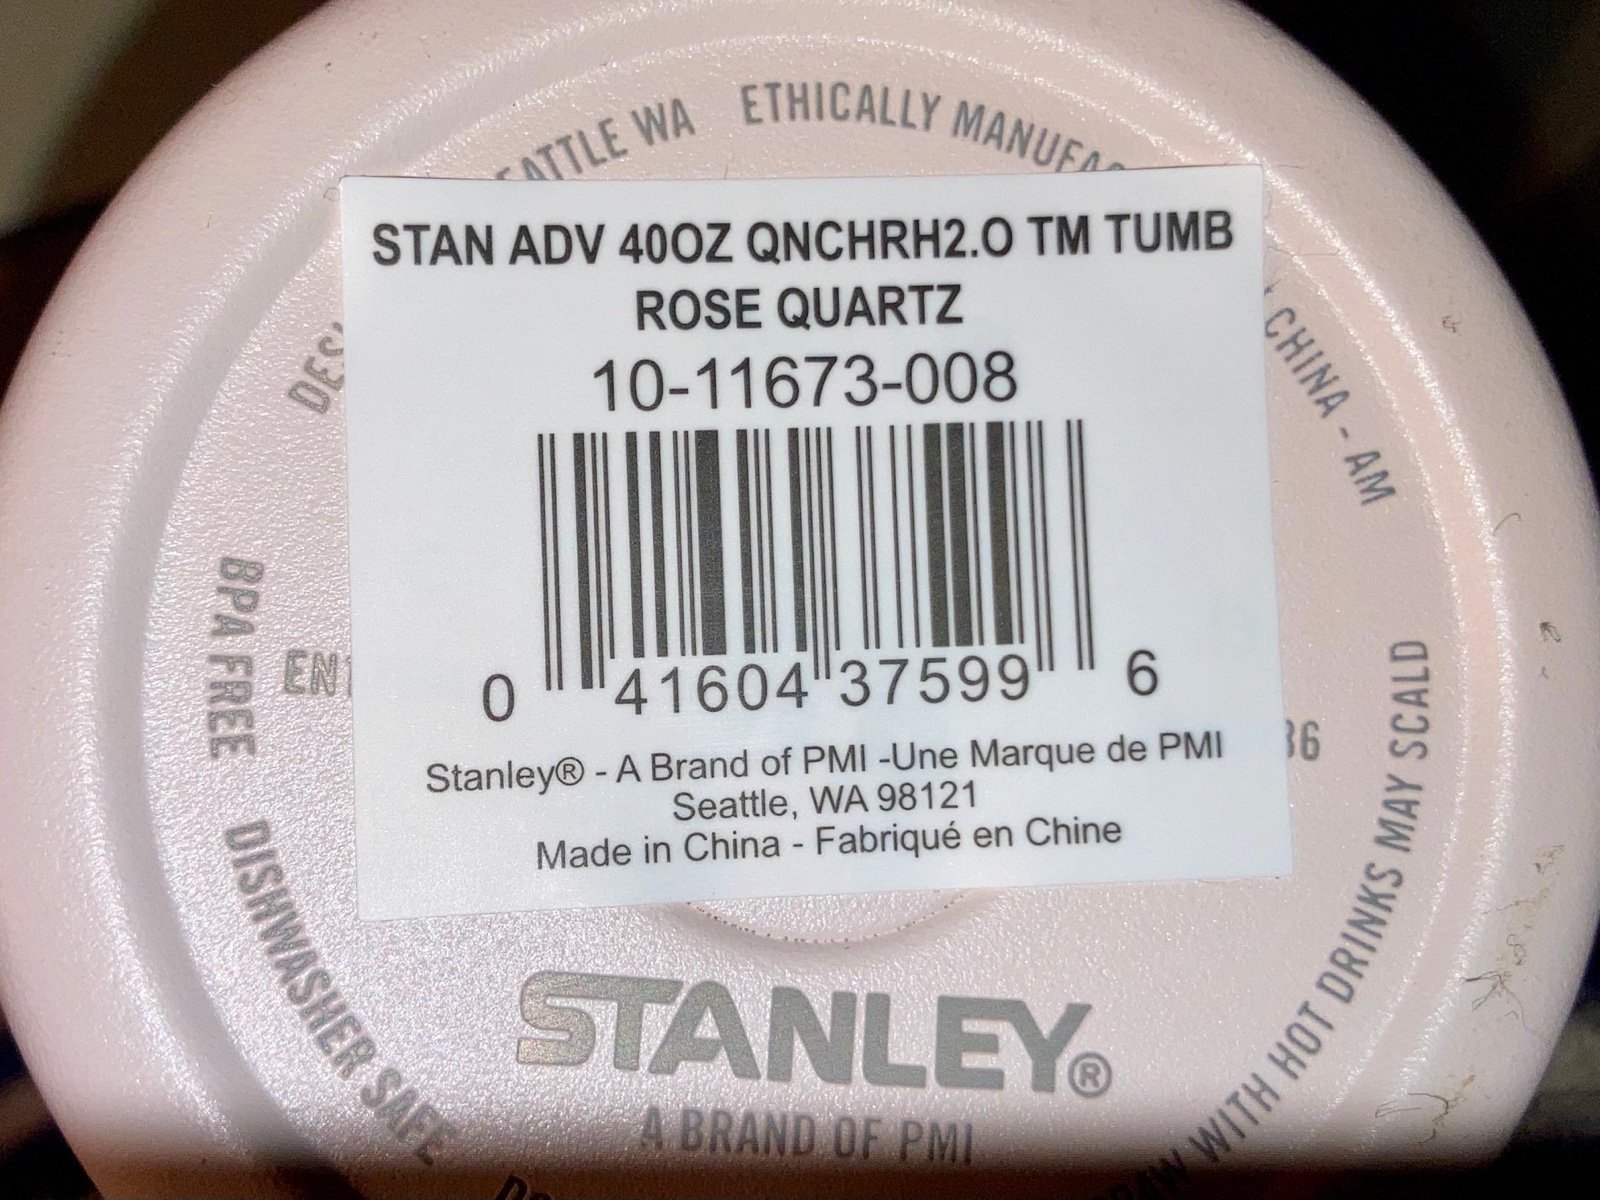 STAN ADV 40OZ QNCHRH2.O TM TUMB
ROSE QUARTZ
10-11673-008
0 41604 37599 6
Stanley® - A Brand of PMI -Une Marque de PMI
Seattle, WA 98121
Made in China - Fabriqué en Chine
WA
ETHICALLY
CHINA - AM
BPA FREE
DISHWASHER SAFE
WITH HOT DRINKS MAY SCALD
STANLEY®
A BRAND OF PMI